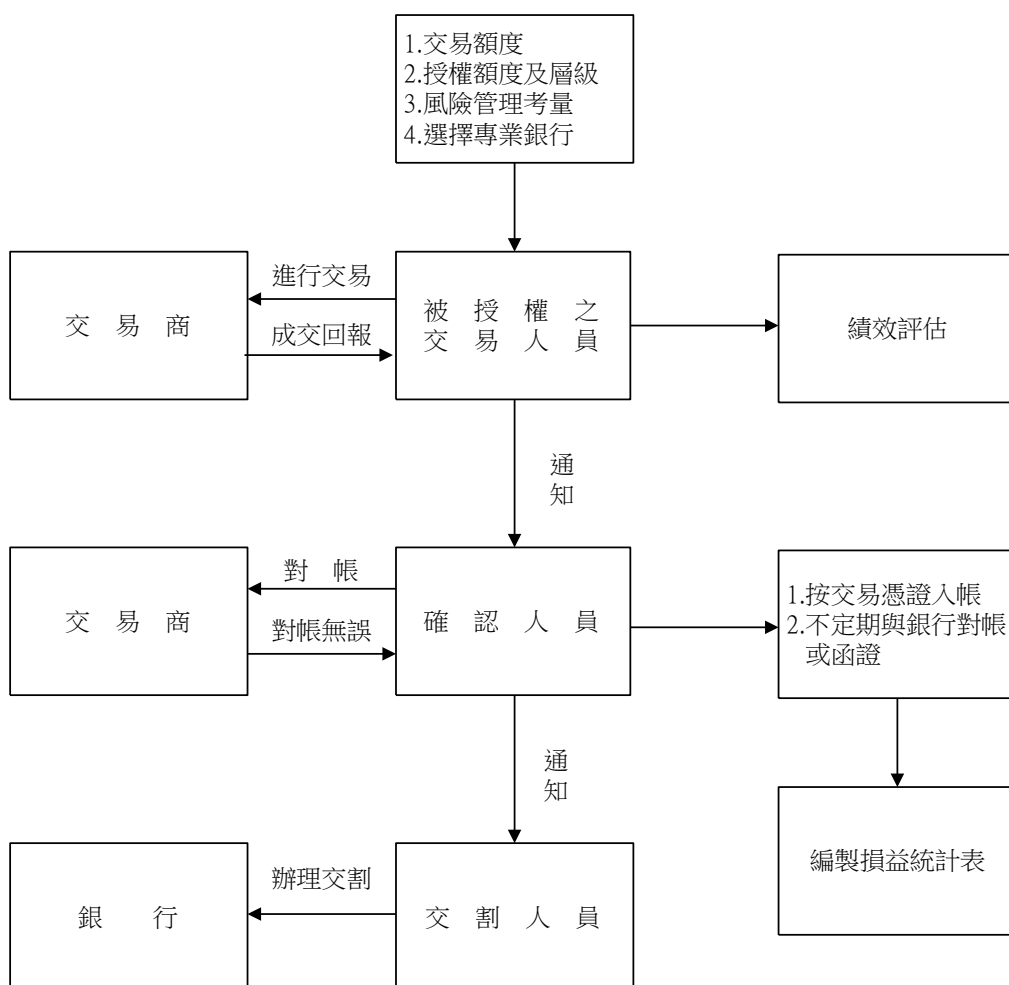 1.交易額度
2.授權額度及層級
3.風險管理考量
4.選擇專業銀行
交易商
進行交易
成交回報
被授權之
交易人員
績效評估
通
知
交易商
對帳
對帳無誤
確認人員
1.按交易憑證入帳
2.不定期與銀行對帳
或函證
通
知
編製損益統計表
銀行
辦理交割
交割人員